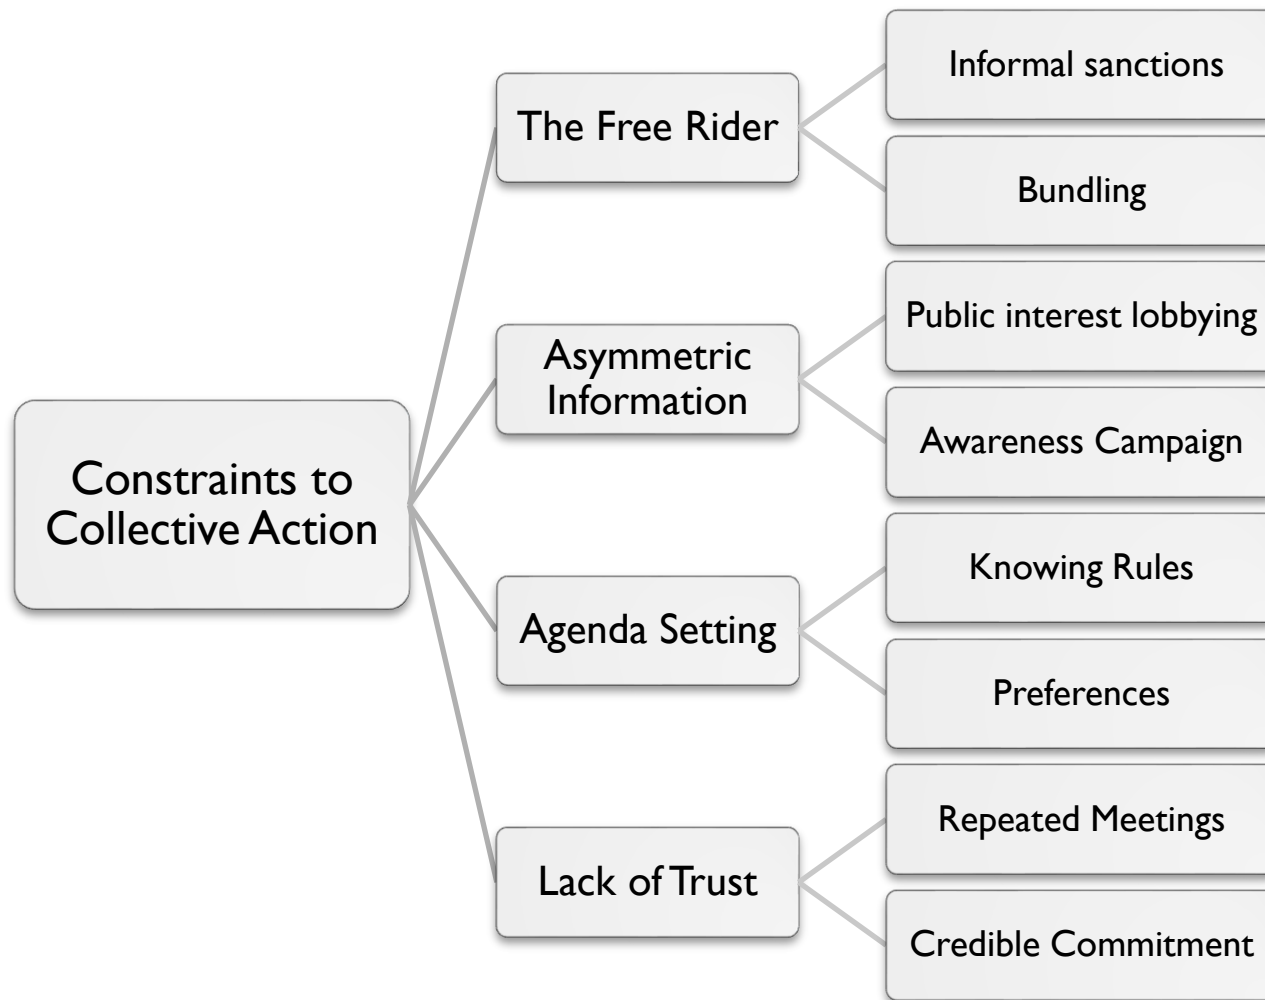 Constraints to
Collective Action
The Free Rider
Informal sanctions
Bundling
Asymmetric
Information
Public interest lobbying
Awareness Campaign
Agenda Setting
Knowing Rules
Preferences
Lack of Trust
Repeated Meetings
Credible Commitment